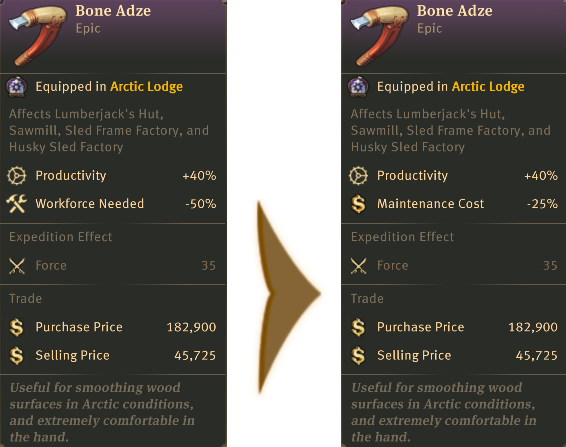 Bone Adze
Epic
Equipped in Arctic Lodge
Affects Lumberjack's Hut,
Sawmill, Sled Frame Factory, and
Husky Sled Factory
Productivity +40%
Workforce Needed -50%
Expedition Effect
Force 35
Trade
Purchase Price 182,900
Selling Price 45,725
Useful for smoothing wood
surfaces in Arctic conditions,
and extremely comfortable in
the hand.
Bone Adze
Epic
Equipped in Arctic Lodge
Affects Lumberjack's Hut,
Sawmill, Sled Frame Factory, and
Husky Sled Factory
Productivity +40%
Maintenance Cost -25%
Expedition Effect
Force 35
Trade
Purchase Price 182,900
Selling Price 45,725
Useful for smoothing wood
surfaces in Arctic conditions,
and extremely comfortable in
the hand.